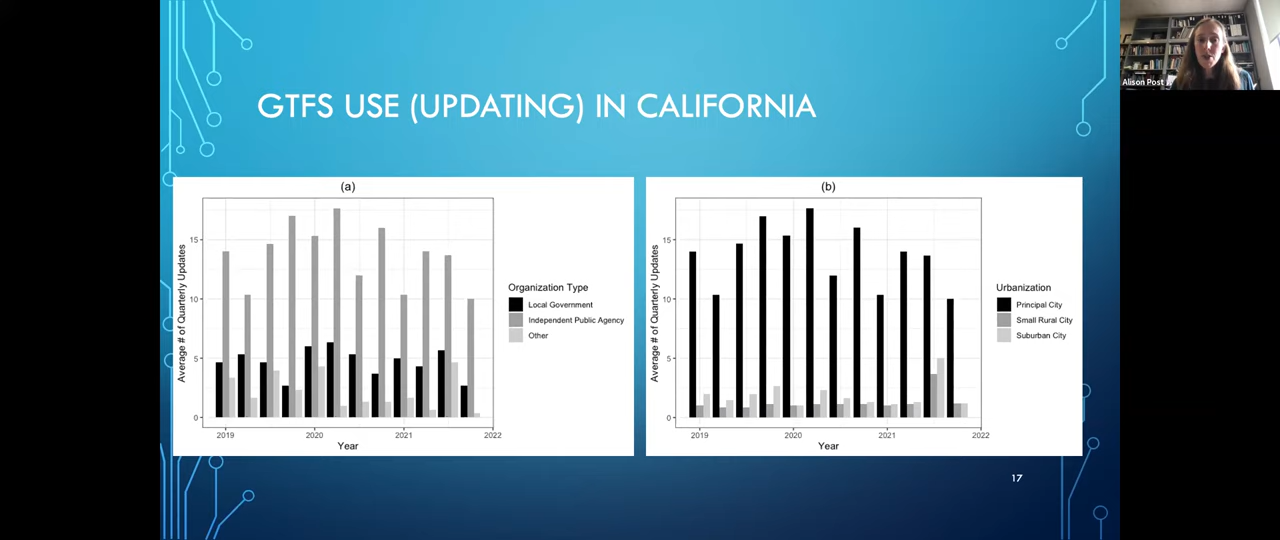 Alison Post
GTFS USE (UPDATING) IN CALIFORNIA
(a)
Average # of Quarterly Updates
15
10
5
0
2019
2020
2021
2022
Year
Organization Type
Local Government
Independent Public Agency
Other
(b)
Average # of Quarterly Updates
15
10
5
0
2019
2020
2021
2022
Year
Urbanization
Principal City
Small Rural City
Suburban City
17